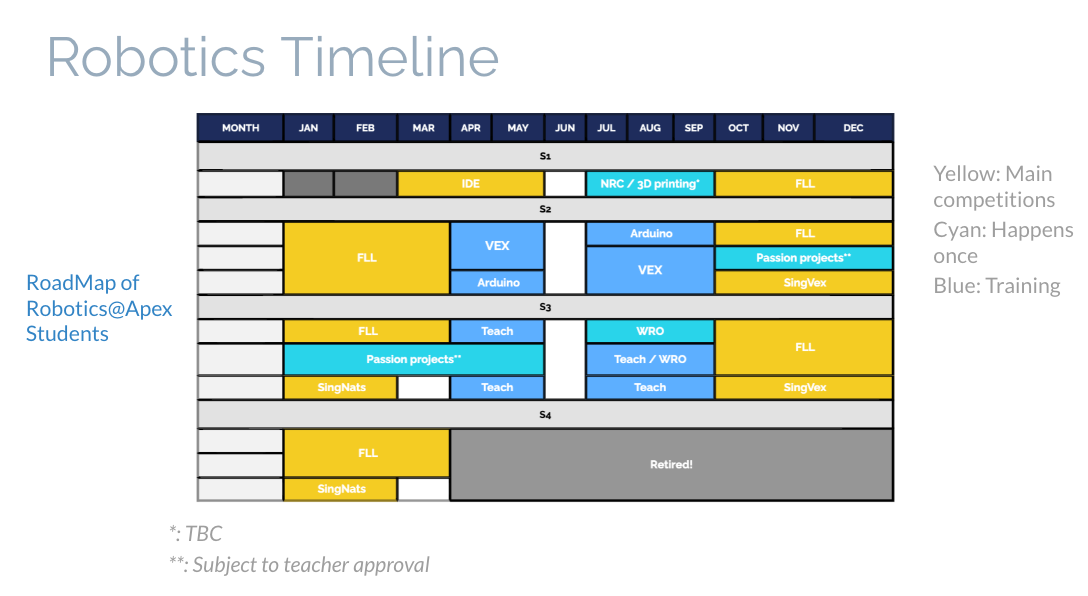 Robotics Timeline
MONTH JAN FEB MAR APR MAY JUN JUL AUG SEP OCT NOV DEC
S1
IDE NRC / 3D printing* FLL
S2
FLL VEX Arduino FLL
Passion projects**
Arduino VEX SingVex
S3
FLL Teach WRO FLL
Passion projects** Teach / WRO
SingNats Teach Teach SingVex
S4
FLL Retired!
SingNats
RoadMap of
Robotics@Apex
Students
Yellow: Main
competitions
Cyan: Happens
once
Blue: Training
*: TBC
**: Subject to teacher approval